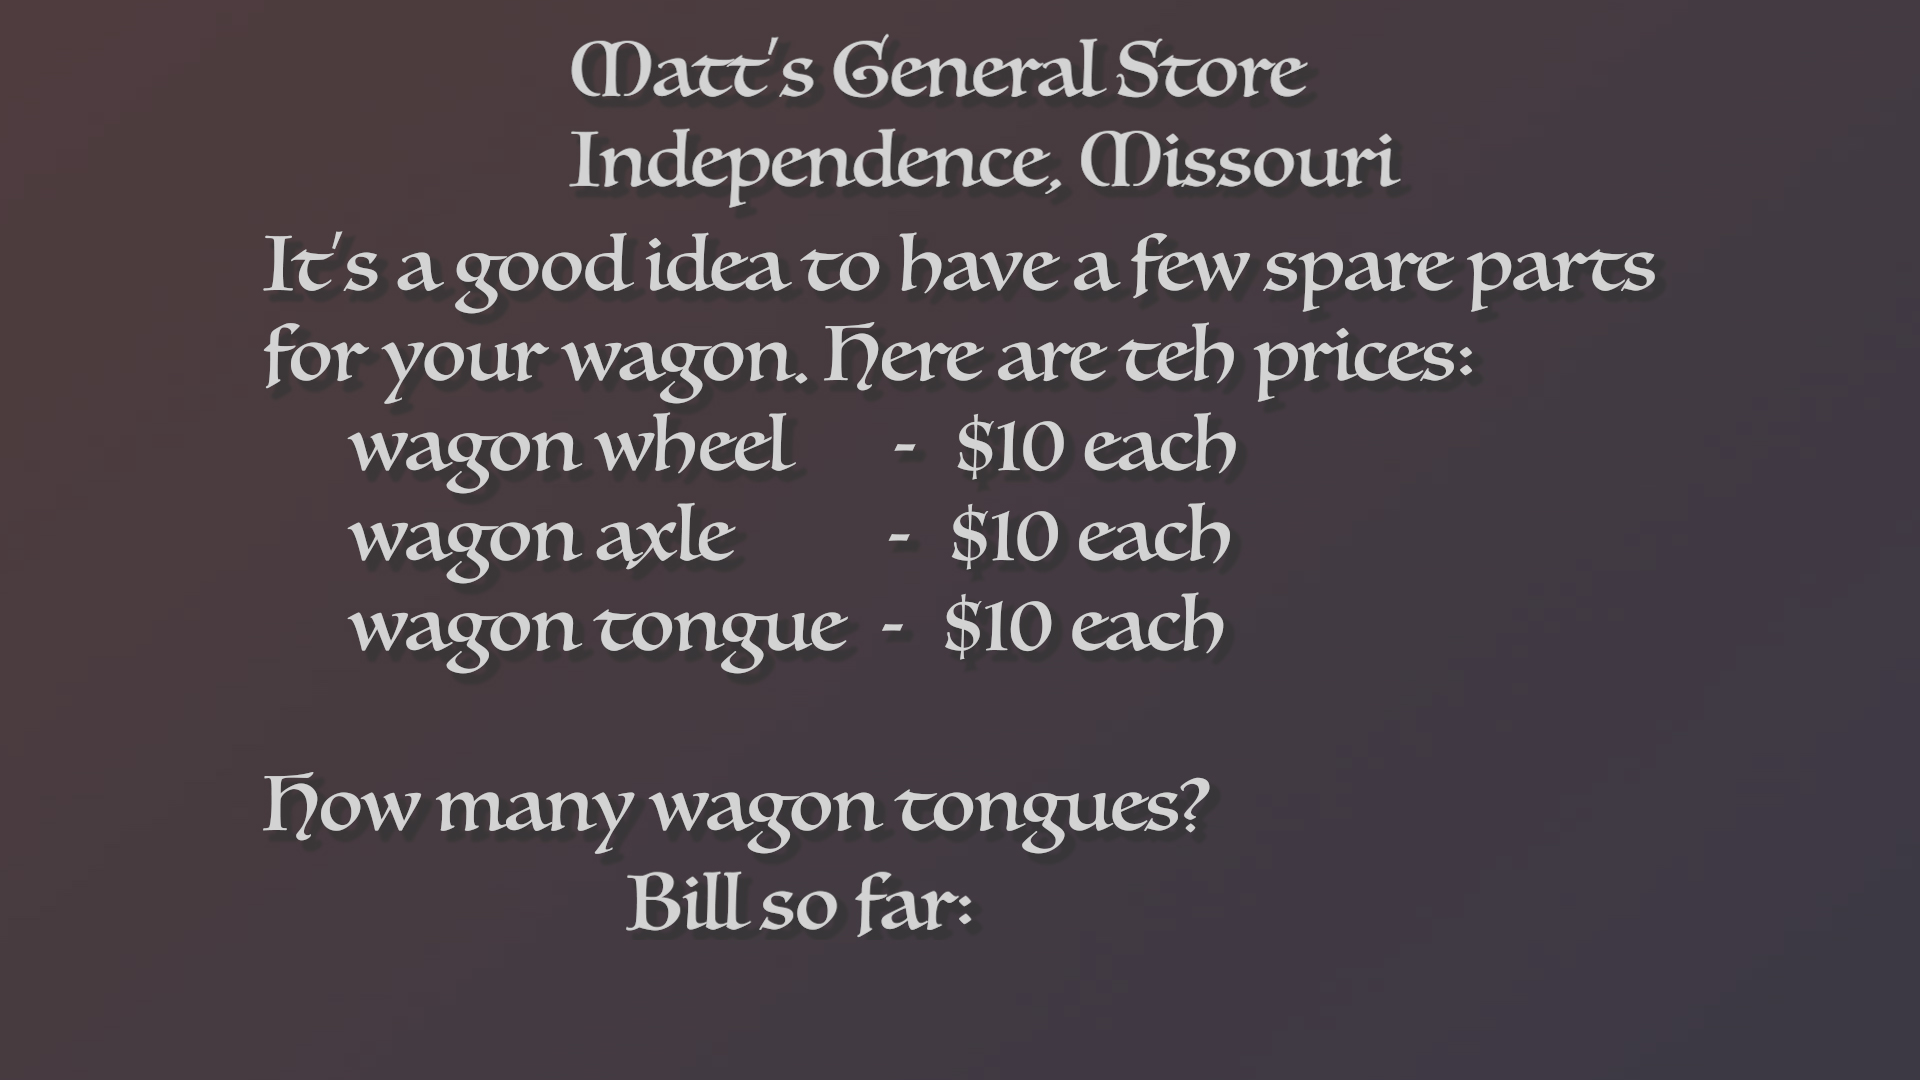 Matt's General Store
Independence, Missouri
It's a good idea to have a few spare parts
for your wagon. Here are teh prices:
wagon wheel - $10 each
wagon axle - $10 each
wagon tongue - $10 each
How many wagon tongues?
Bill so far: